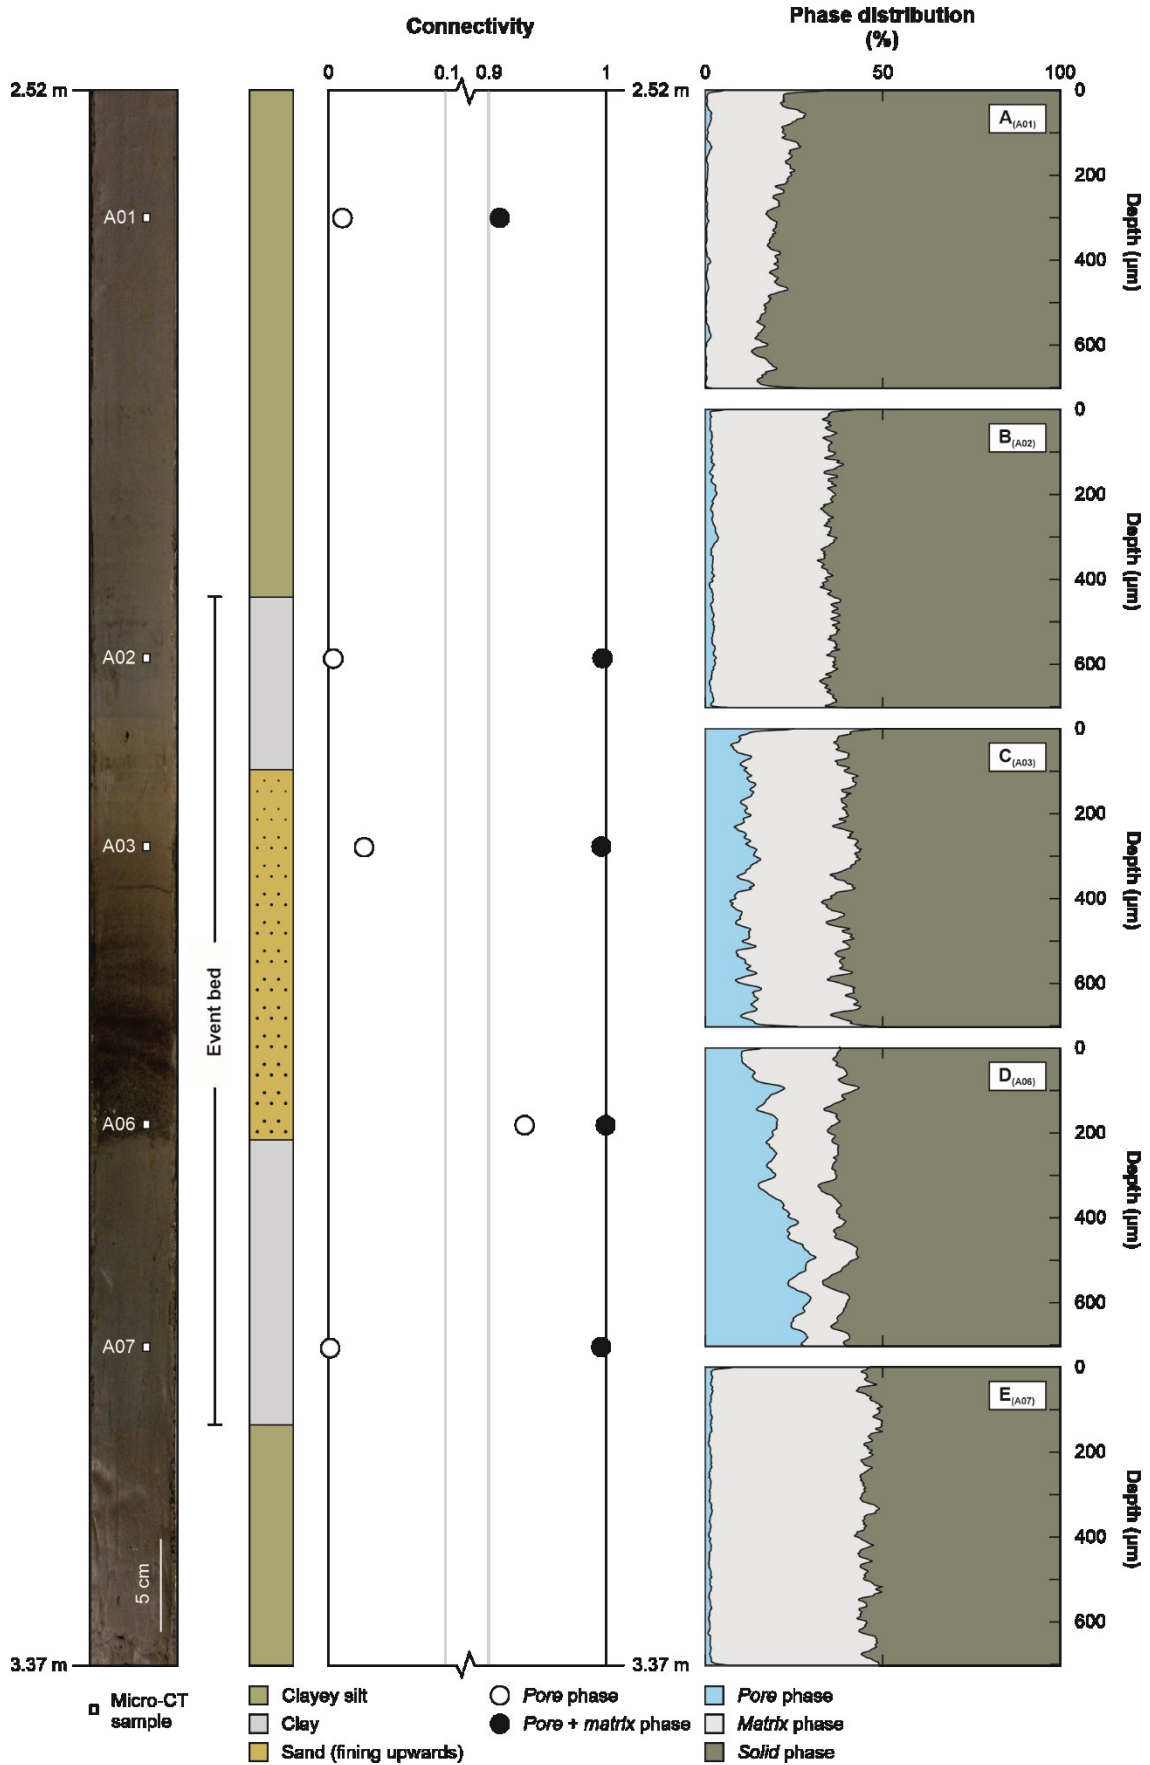 Connectivity
Phase distribution
(%)
0
0.1
0.9
1
0
50
100
2.52 m
2.52 m
0
A(A01)
200
400
600
Depth (µm)
A01
0
B(A02)
200
400
600
Depth (µm)
A02
0
C(A03)
200
400
600
Depth (µm)
A03
Event bed
0
D(A06)
200
400
600
Depth (µm)
A06
0
E(A07)
200
400
600
Depth (µm)
A07
5 cm
3.37 m
3.37 m
Micro-CT
sample
Clayey silt
Clay
Sand (fining upwards)
Pore phase
Pore + matrix phase
Pore phase
Matrix phase
Solid phase